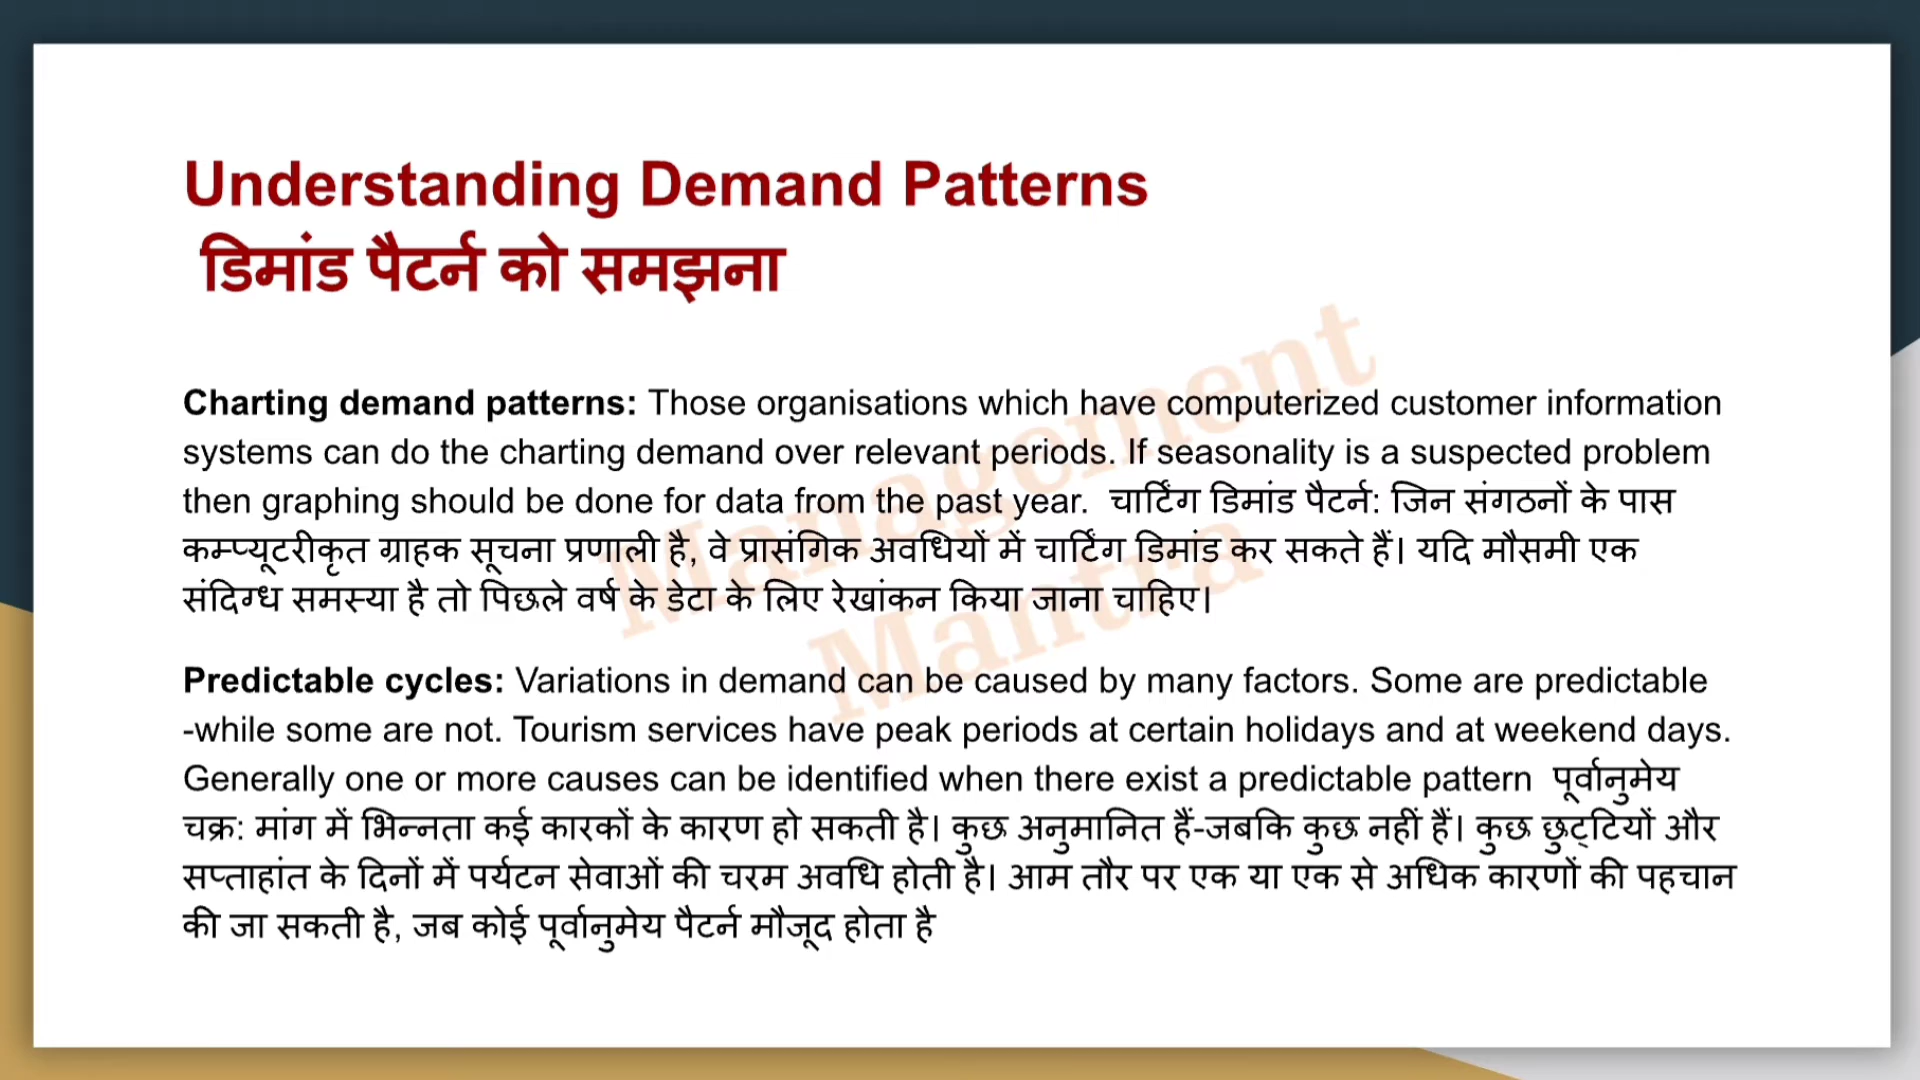 Understanding Demand Patterns
डिमांड पैटर्न को समझना
Charting demand patterns: Those organisations which have computerized customer information
systems can do the charting demand over relevant periods. If seasonality is a suspected problem
then graphing should be done for data from the past year.  चार्टिंग डिमांड पैटर्न: जिन संगठनों के पास
कम्प्यूटरीकृत ग्राहक सूचना प्रणाली है, वे प्रासंगिक अवधियों में चार्टिंग डिमांड कर सकते हैं। यदि मौसमी एक
संदिग्ध समस्या है तो पिछले वर्ष के डेटा के लिए रेखांकन किया जाना चाहिए।
Predictable cycles: Variations in demand can be caused by many factors. Some are predictable
-while some are not. Tourism services have peak periods at certain holidays and at weekend days.
Generally one or more causes can be identified when there exist a predictable pattern  पूर्वानुमेय
चक्र: मांग में भिन्नता कई कारकों के कारण हो सकती है। कुछ अनुमानित हैं-जबकि कुछ नहीं हैं। कुछ छुट्टियों और
सप्ताहांत के दिनों में पर्यटन सेवाओं की चरम अवधि होती है। आम तौर पर एक या एक से अधिक कारणों की पहचान
की जा सकती है, जब कोई पूर्वानुमेय पैटर्न मौजूद होता है
Management
Mantra